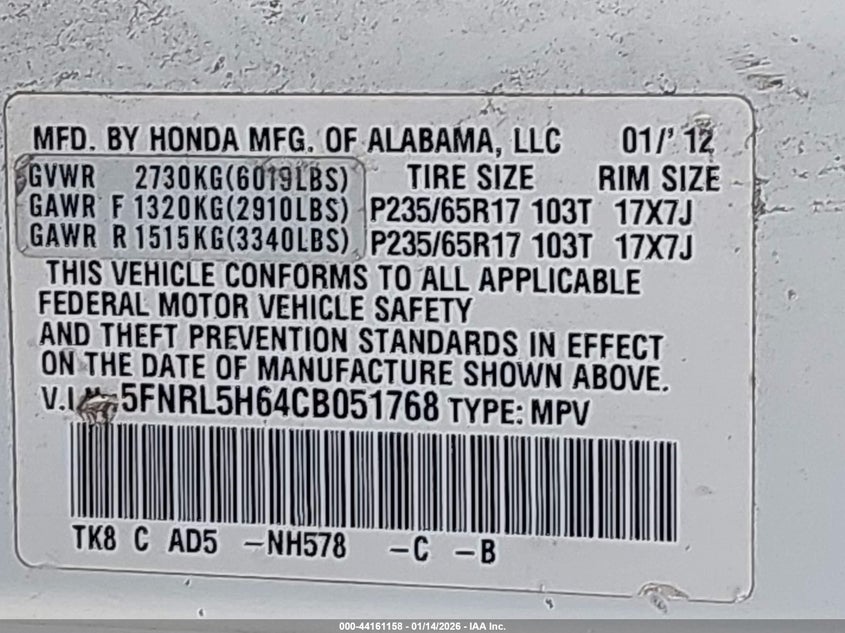 MFD. BY HONDA MFG. OF ALABAMA, LLC 01/' 12
GVWR 2730KG(6019LBS) TIRE SIZE RIM SIZE
GAWR F 1320KG(2910LBS) P235/65R17 103T 17X7J
GAWR R 1515KG(3340LBS) P235/65R17 103T 17X7J
THIS VEHICLE CONFORMS TO ALL APPLICABLE
FEDERAL MOTOR VEHICLE SAFETY
AND THEFT PREVENTION STANDARDS IN EFFECT
ON THE DATE OF MANUFACTURE SHOWN ABOVE.
5FNRL5H64CB051768 TYPE: MPV
TK8 C AD5 -NH578 -C -B
000-44161158 - 01/14/2026 - IAA Inc.